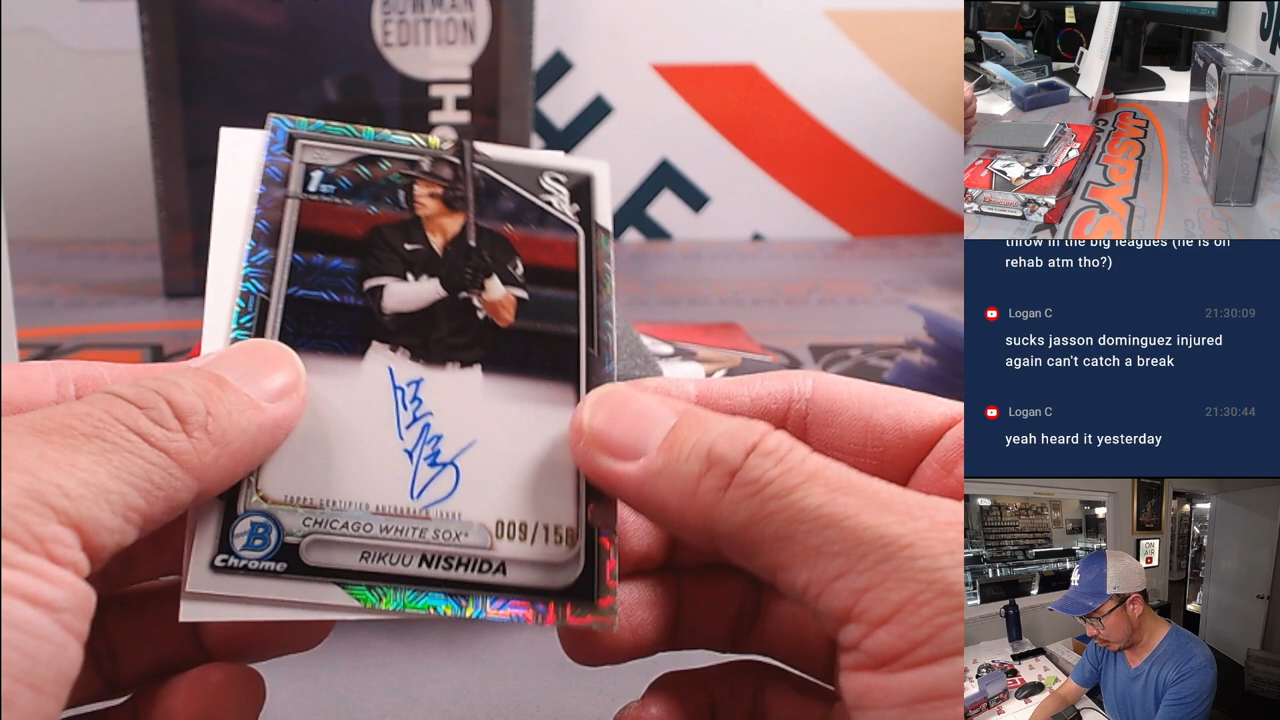 BOWMAN
EDITION
1ST
Sox
TOPPS CERTIFIED AUTOGRAPH ISSUE
CHICAGO WHITE SOX
009/150
RIKUU NISHIDA
B
Chrome
JASPYS
throw in the big leagues (he is on
rehab atm tho?)
Logan C
21:30:09
sucks jasson dominguez injured
again can't catch a break
Logan C
21:30:44
yeah heard it yesterday
ON
AIR